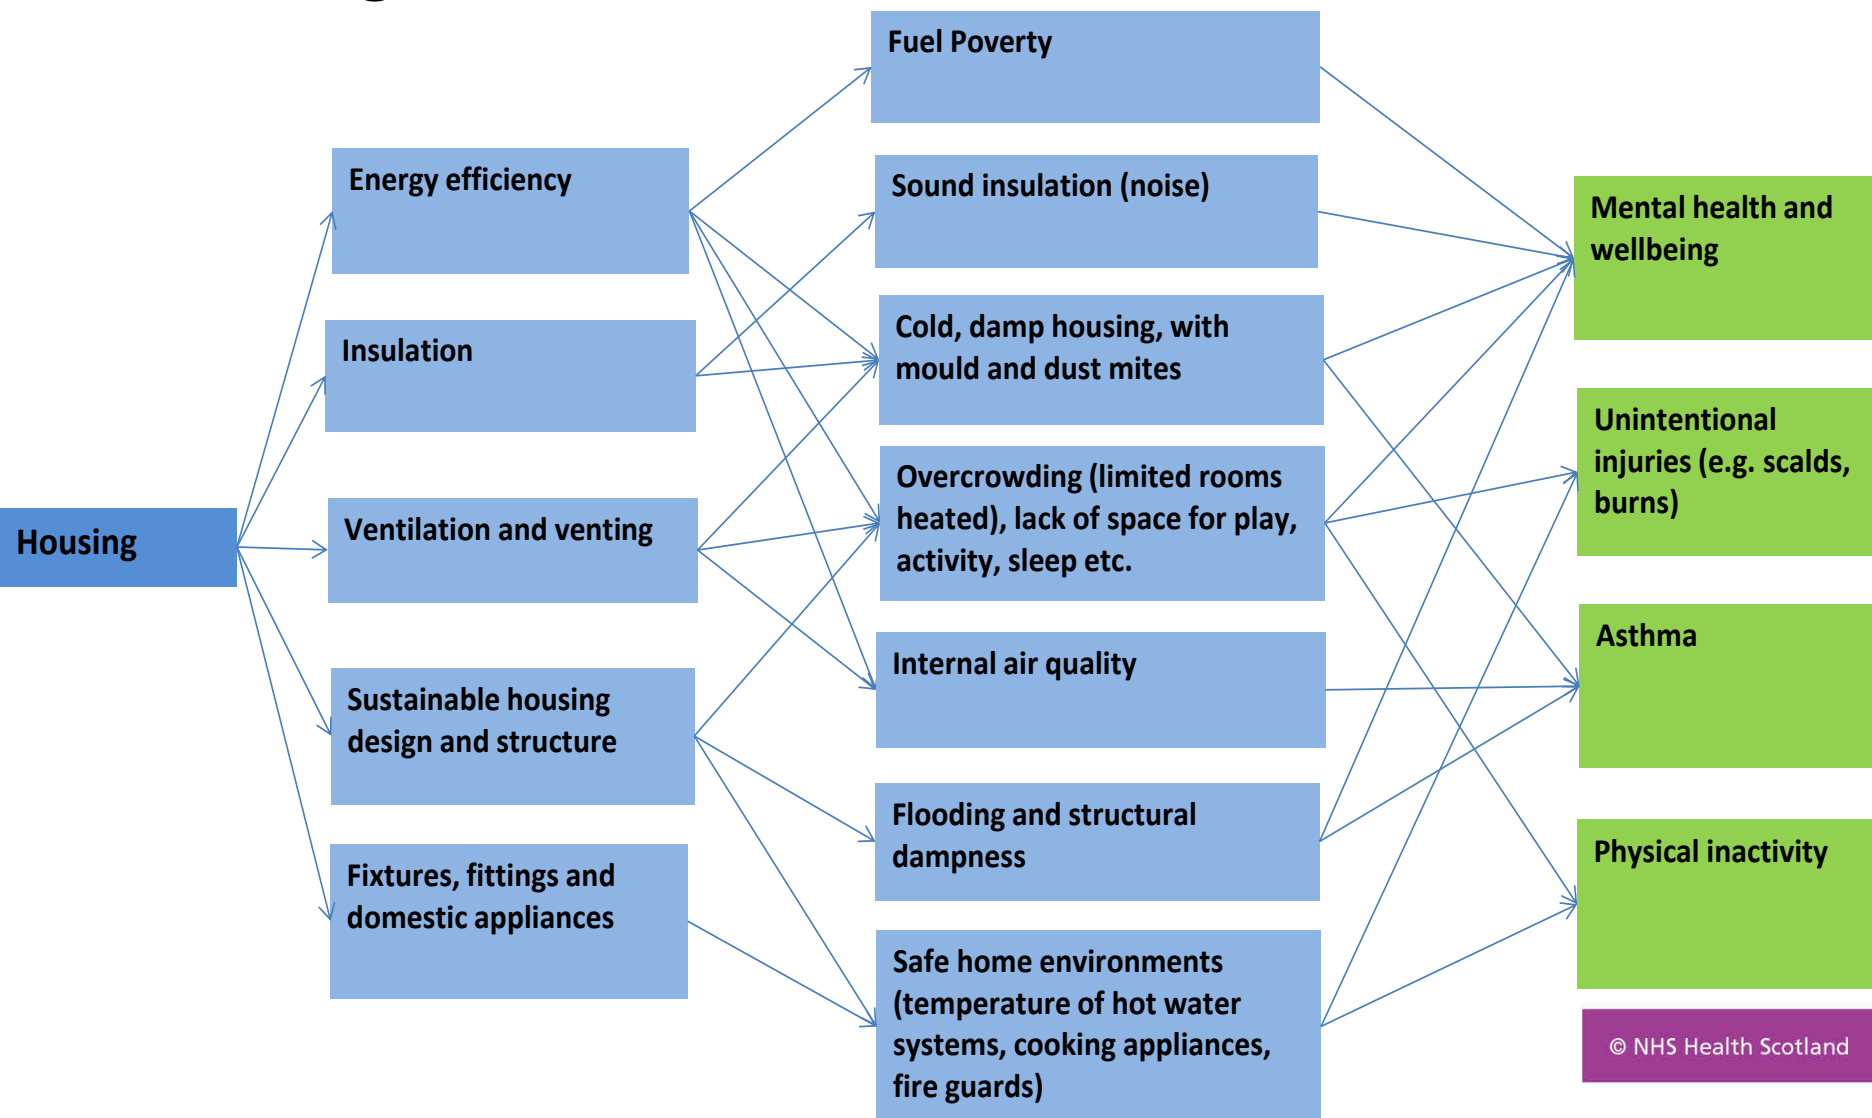 Fuel Poverty
Energy efficiency
Sound insulation (noise)
Mental health and
wellbeing
Insulation
Cold, damp housing, with
mould and dust mites
Unintentional
injuries (e.g. scalds,
burns)
Housing
Ventilation and venting
Overcrowding (limited rooms
heated), lack of space for play,
activity, sleep etc.
Internal air quality
Asthma
Sustainable housing
design and structure
Flooding and structural
dampness
Physical inactivity
Fixtures, fittings and
domestic appliances
Safe home environments
(temperature of hot water
systems, cooking appliances,
fire guards)
© NHS Health Scotland